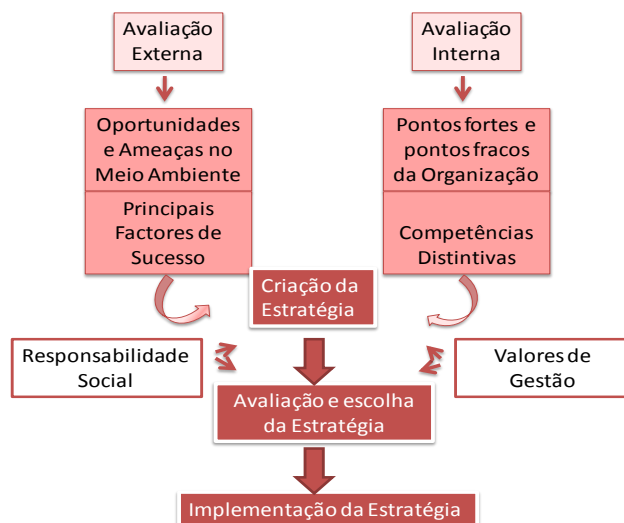 Avaliação
Externa
Avaliação
Interna
Oportunidades
e Ameaças no
Meio Ambiente
Principais
Factores de
Sucesso
Pontos fortes e
pontos fracos
da Organização
Competências
Distintivas
Criação da
Estratégia
Responsabilidade
Social
Valores de
Gestão
Avaliação e escolha
da Estratégia
Implementação da Estratégia